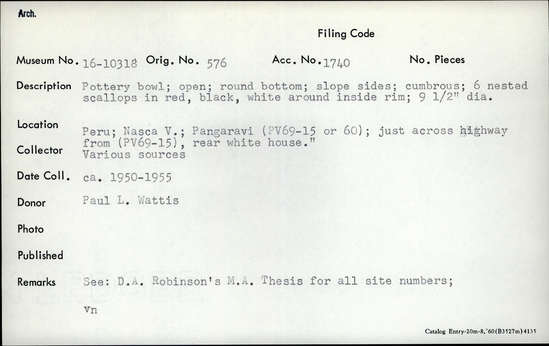 Arch.
Filing Code
Museum No. 16-10318 Orig. No. 576 Acc. No. 1740 No. Pieces
Description Pottery bowl; open; round bottom; slope sides; cumbrous; 6 nested
scallops in red, black, white around inside rim; 9 1/2" dia.
Location Peru; Nasca V.; Pangaravi (PV69-15 or 60); just across highway
from (PV69-15), rear white house."
Collector Various sources
Date Coll. ca. 1950-1955
Donor Paul L. Wattis
Photo
Published
Remarks See: D.A. Robinson's M.A. Thesis for all site numbers;
vn
Catalog Entry-20m-8,'60(B3527m)4135